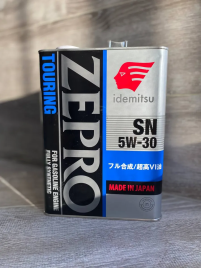 TOURING
ZEPRO
FOR GASOLINE ENGINE
FULLY SYNTHETIC
idemitsu
SN
5W-30
フル合成/超高VI油
MADE IN JAPAN